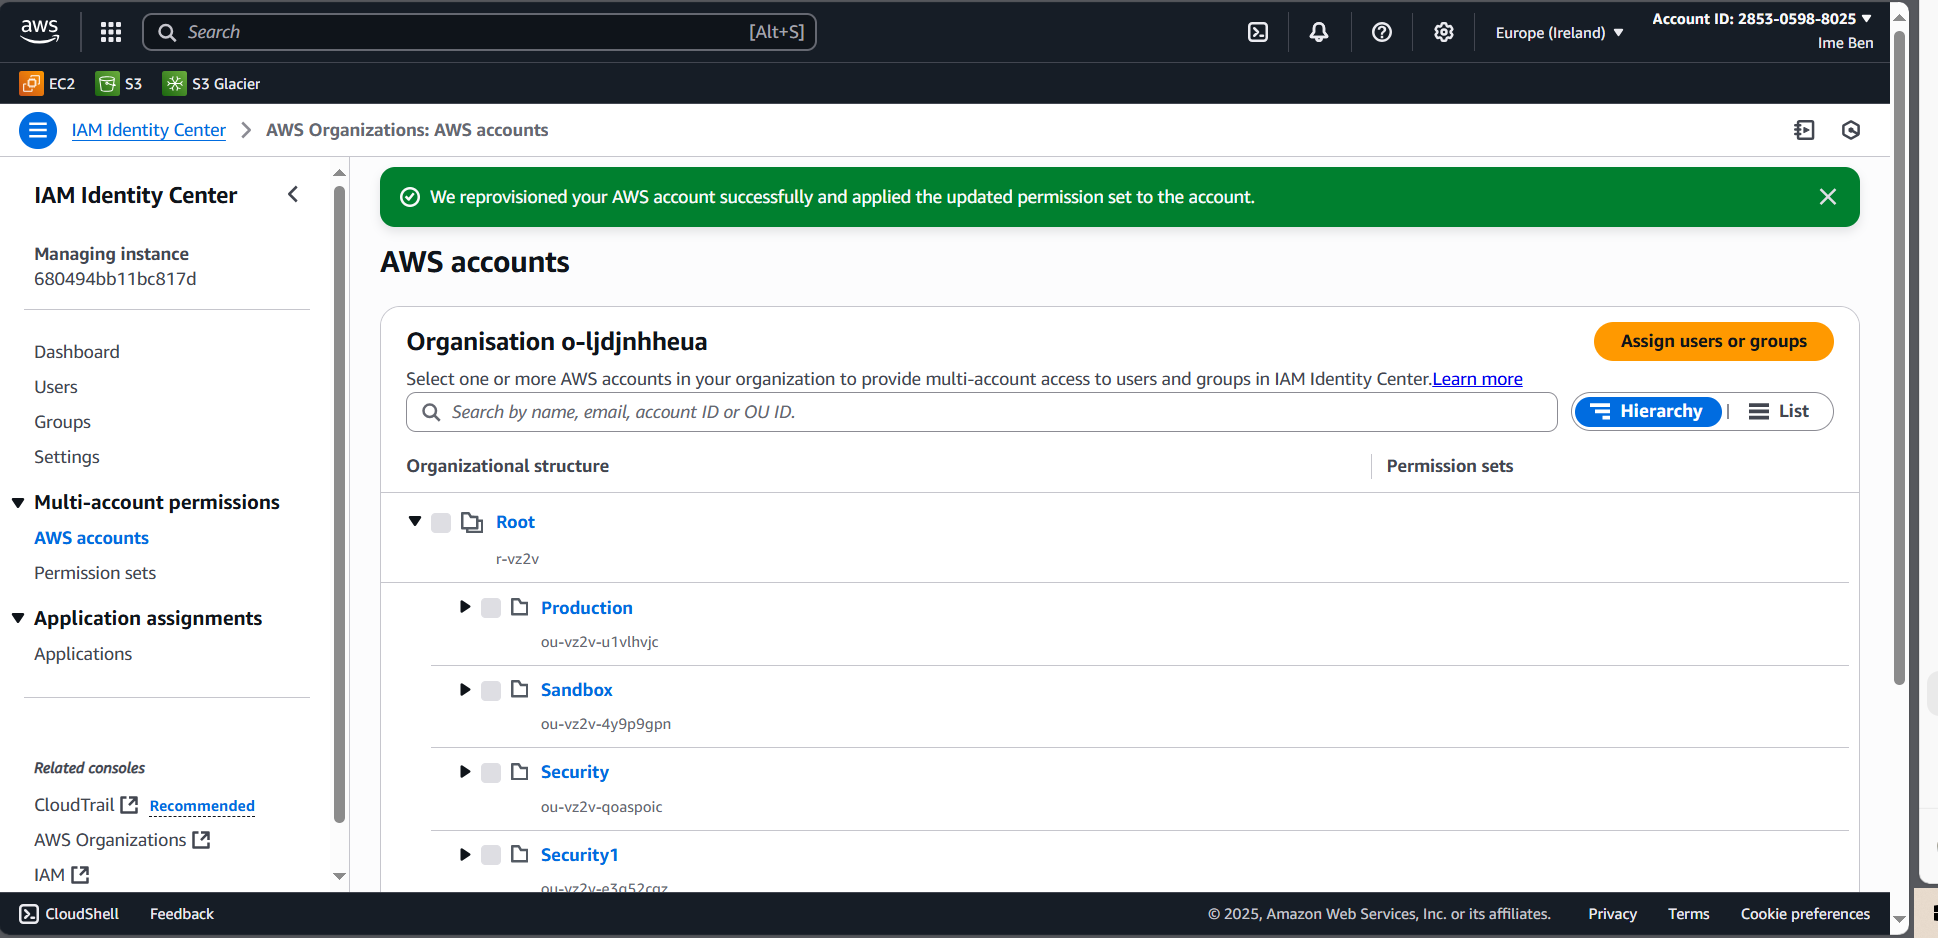 aws
Search
[Alt+S]
Europe (Ireland)
Account ID: 2853-0598-8025
Ime Ben
EC2
S3
S3 Glacier
IAM Identity Center
AWS Organizations: AWS accounts
IAM Identity Center
Managing instance
680494bb11bc817d
Dashboard
Users
Groups
Settings
Multi-account permissions
AWS accounts
Permission sets
Application assignments
Applications
Related consoles
CloudTrail
Recommended
AWS Organizations
IAM
We reprovisioned your AWS account successfully and applied the updated permission set to the account.
AWS accounts
Organisation o-ljdjnhheua
Assign users or groups
Select one or more AWS accounts in your organization to provide multi-account access to users and groups in IAM Identity Center.Learn more
Search by name, email, account ID or OU ID.
Hierarchy
List
Organizational structure
Permission sets
Root
r-vz2v
Production
ou-vz2v-u1vlhvjc
Sandbox
ou-vz2v-4y9p9gpn
Security
ou-vz2v-qoaspoic
Security1
CloudShell
Feedback
© 2025, Amazon Web Services, Inc. or its affiliates.
Privacy
Terms
Cookie preferences